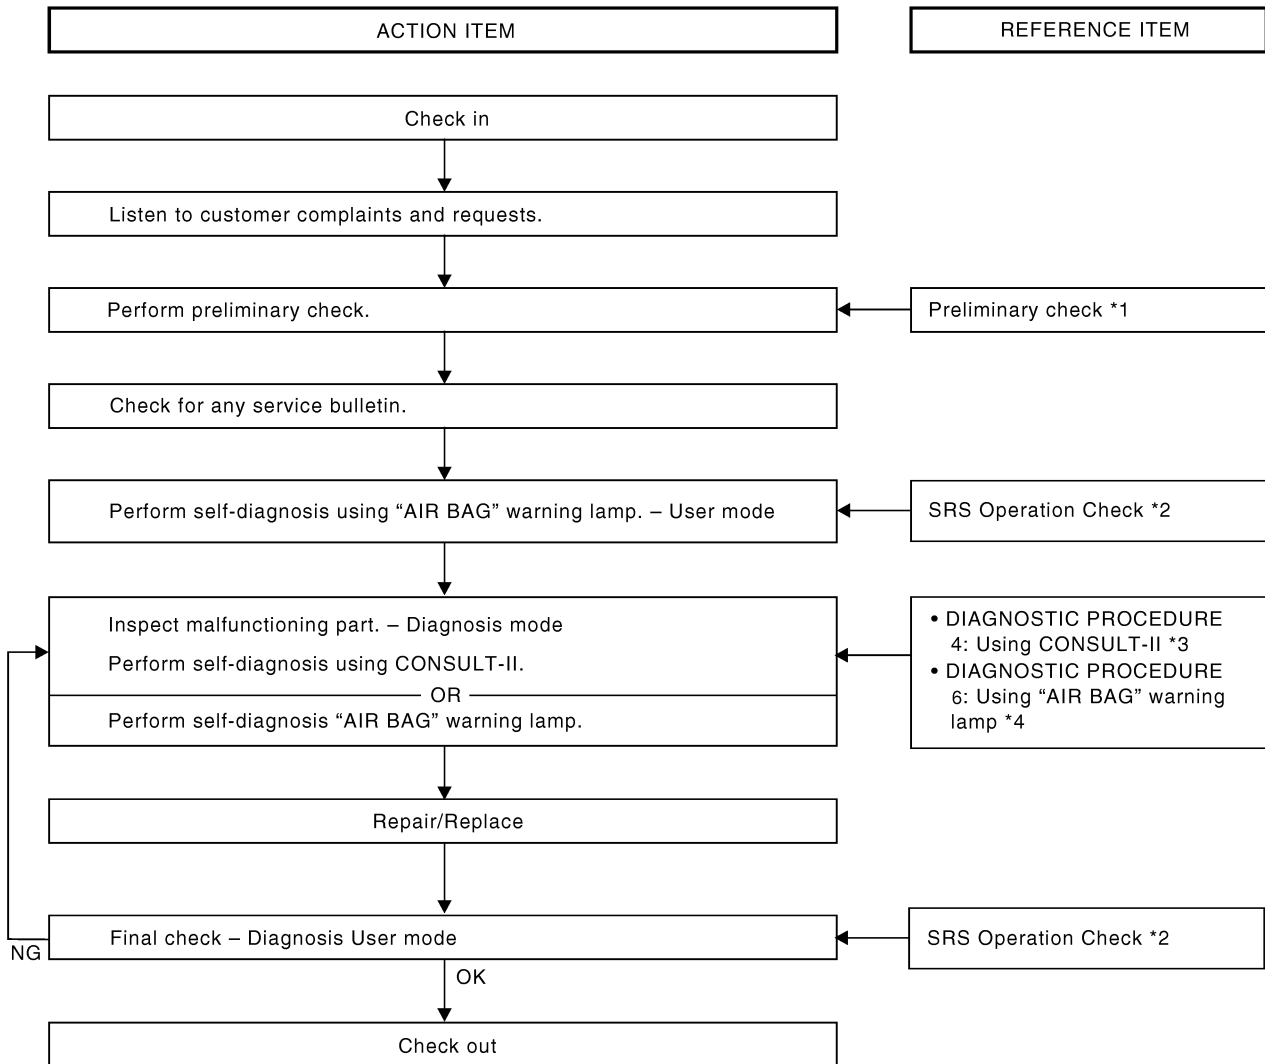 ACTION ITEM
REFERENCE ITEM
Check in
Listen to customer complaints and requests.
Perform preliminary check.
Preliminary check *1
Check for any service bulletin.
Perform self-diagnosis using “AIR BAG” warning lamp. – User mode
SRS Operation Check *2
Inspect malfunctioning part. – Diagnosis mode
Perform self-diagnosis using CONSULT-II.
OR
Perform self-diagnosis “AIR BAG” warning lamp.
• DIAGNOSTIC PROCEDURE
4: Using CONSULT-II *3
• DIAGNOSTIC PROCEDURE
6: Using “AIR BAG” warning
lamp *4
Repair/Replace
Final check – Diagnosis User mode
SRS Operation Check *2
NG
OK
Check out